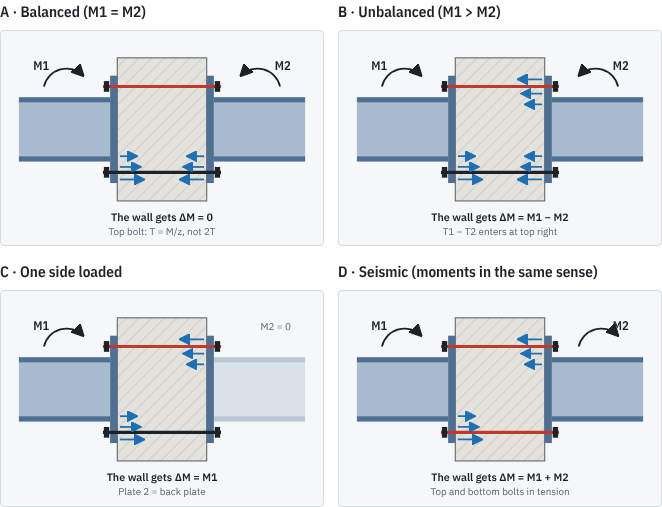 A · Balanced (M1 = M2)
M1
M2
The wall gets ΔM = 0
Top bolt: T = M/z, not 2T
B · Unbalanced (M1 > M2)
M1
M2
The wall gets ΔM = M1 − M2
T1 − T2 enters at top right
C · One side loaded
M1
M2 = 0
The wall gets ΔM = M1
Plate 2 = back plate
D · Seismic (moments in the same sense)
M1
M2
The wall gets ΔM = M1 + M2
Top and bottom bolts in tension